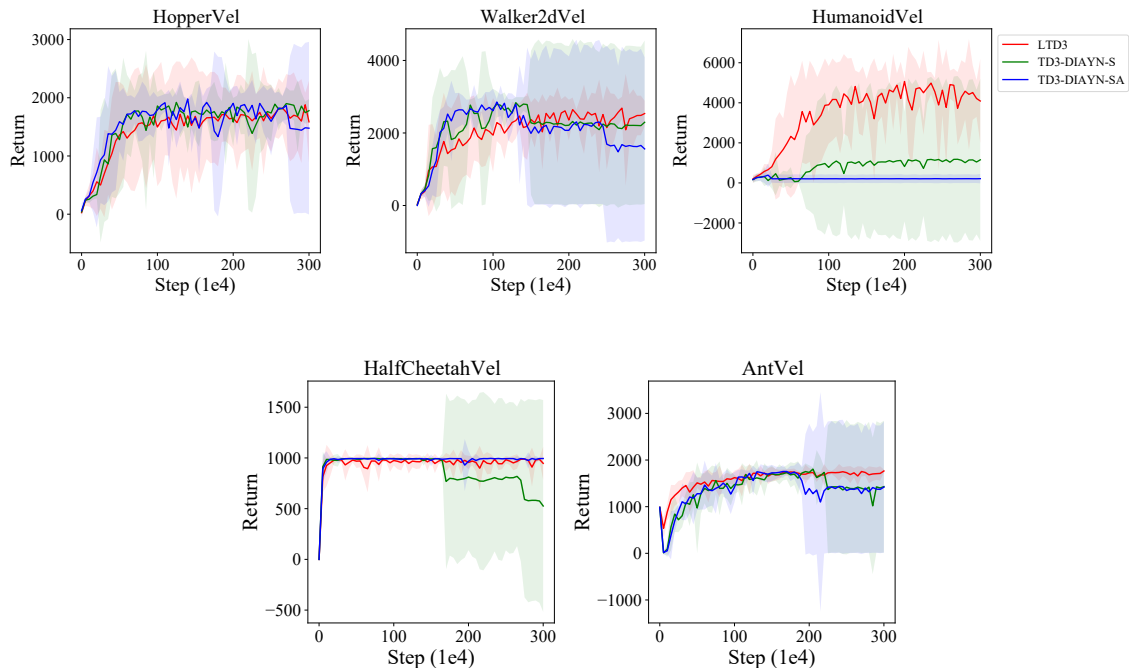 HopperVel
Walker2dVel
HumanoidVel
3000
2000
1000
0
Return
0
100
200
300
Step (1e4)
4000
2000
0
Return
0
100
200
300
Step (1e4)
6000
4000
2000
0
−2000
Return
0
100
200
300
Step (1e4)
LTD3
TD3-DIAYN-S
TD3-DIAYN-SA
HalfCheetahVel
AntVel
1500
1000
500
0
−500
Return
0
100
200
300
Step (1e4)
3000
2000
1000
0
−1000
Return
0
100
200
300
Step (1e4)